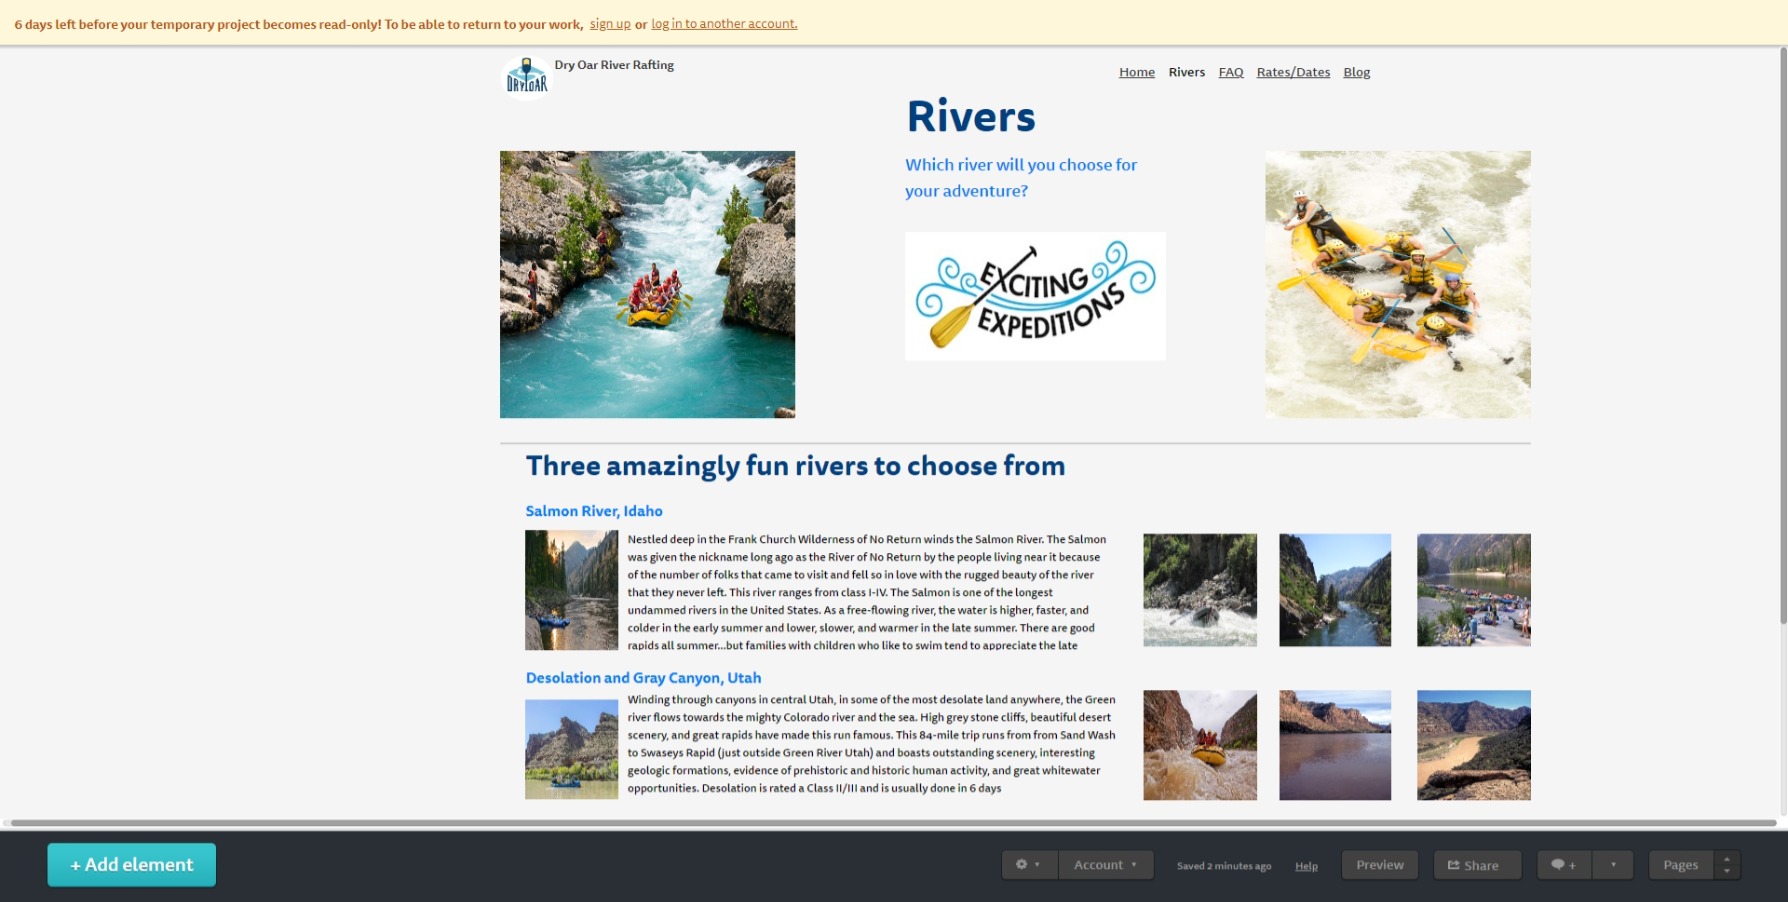 6 days left before your temporary project becomes read-only! To be able to return to your work, sign up or log in to another account.
DRY OAR
Dry Oar River Rafting
Home Rivers FAQ Rates/Dates Blog
Rivers
Which river will you choose for
your adventure?
EXCITING
EXPEDITIONS
Three amazingly fun rivers to choose from
Salmon River, Idaho
Nestled deep in the Frank Church Wilderness of No Return winds the Salmon River. The Salmon
was given the nickname long ago as the River of No Return by the people living near it because
of the number of folks that came to visit and fell so in love with the rugged beauty of the river
that they never left. This river ranges from class I-IV. The Salmon is one of the longest
undammed rivers in the United States. As a free-flowing river, the water is higher, faster, and
colder in the early summer and lower, slower, and warmer in the late summer. There are good
rapids all summer...but families with children who like to swim tend to appreciate the late
Desolation and Gray Canyon, Utah
Winding through canyons in central Utah, in some of the most desolate land anywhere, the Green
river flows towards the mighty Colorado river and the sea. High grey stone cliffs, beautiful desert
scenery, and great rapids have made this run famous. This 84-mile trip runs from from Sand Wash
to Swaseys Rapid (just outside Green River Utah) and boasts outstanding scenery, interesting
geologic formations, evidence of prehistoric and historic human activity, and great whitewater
opportunities. Desolation is rated a Class II/III and is usually done in 6 days
+ Add element
Account
Saved 2 minutes ago
Help
Preview
Share
+
Pages